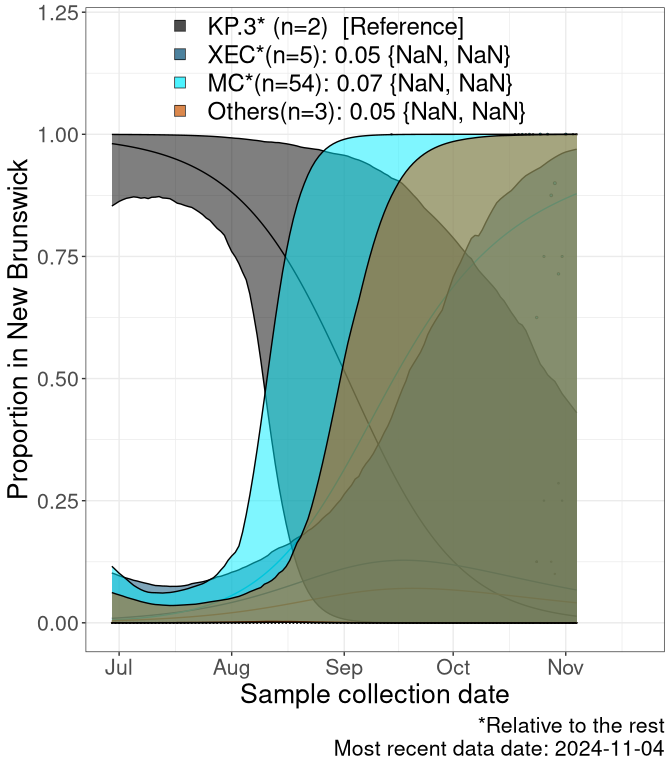 KP.3* (n=2)  [Reference]
XEC*(n=5): 0.05 {NaN, NaN}
MC*(n=54): 0.07 {NaN, NaN}
Others(n=3): 0.05 {NaN, NaN}
1.25
1.00
0.75
0.50
0.25
0.00
Proportion in New Brunswick
Jul Aug Sep Oct Nov
Sample collection date
*Relative to the rest
Most recent data date: 2024-11-04